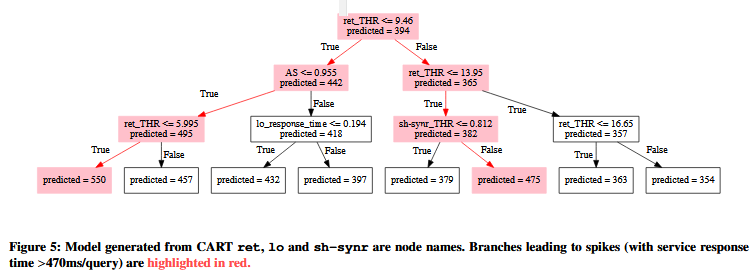 ret_THR <= 9.46
predicted = 394
True
False
AS <= 0.955
predicted = 442
ret_THR <= 13.95
predicted = 365
True
False
True
True
ret_THR <= 5.995
predicted = 495
lo_response_time <= 0.194
predicted = 418
sh-synr_THR <= 0.812
predicted = 382
ret_THR <= 16.65
predicted = 357
True
False
True
False
True
False
True
False
predicted = 550
predicted = 457
predicted = 432
predicted = 397
predicted = 379
predicted = 475
predicted = 363
predicted = 354
Figure 5: Model generated from CART ret, lo and sh-synr are node names. Branches leading to spikes (with service response
time >470ms/query) are highlighted in red.